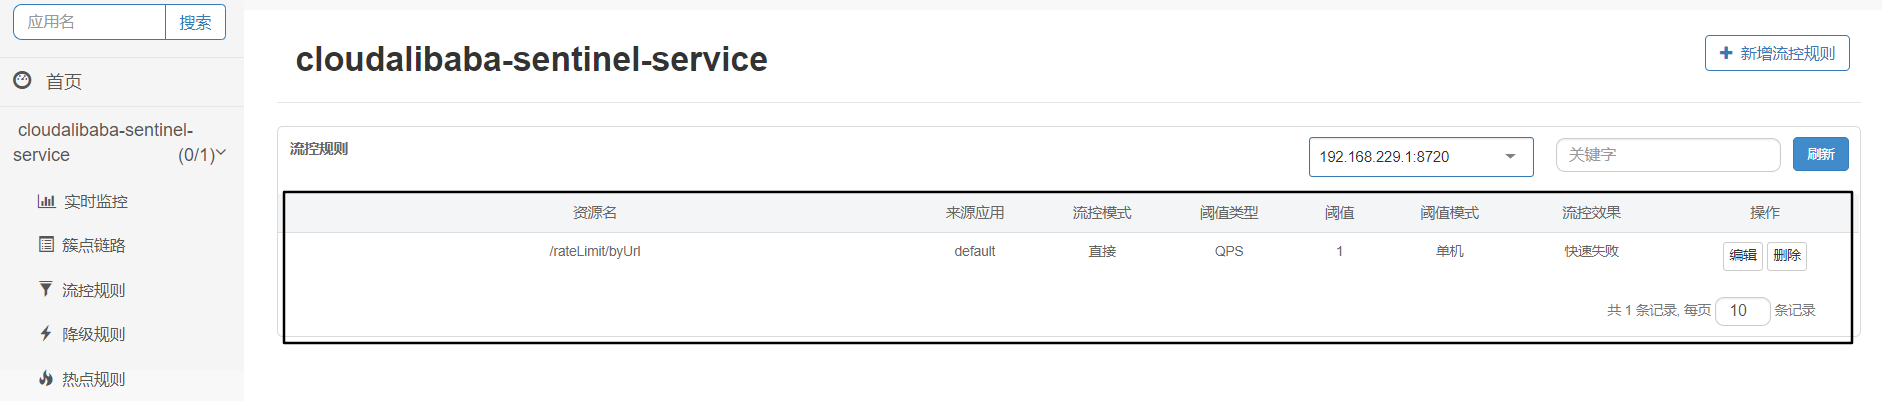 应用名 搜索
首页
cloudalibaba-sentinel-
service (0/1)
实时监控
簇点链路
流控规则
降级规则
热点规则
cloudalibaba-sentinel-service
新增流控规则
流控规则 192.168.229.1:8720 关键字 刷新
资源名 来源应用 流控模式 阈值类型 阈值 阈值模式 流控效果 操作
/rateLimit/byUrl default 直接 QPS 1 单机 快速失败 编辑 删除
共 1 条记录, 每页 10 条记录